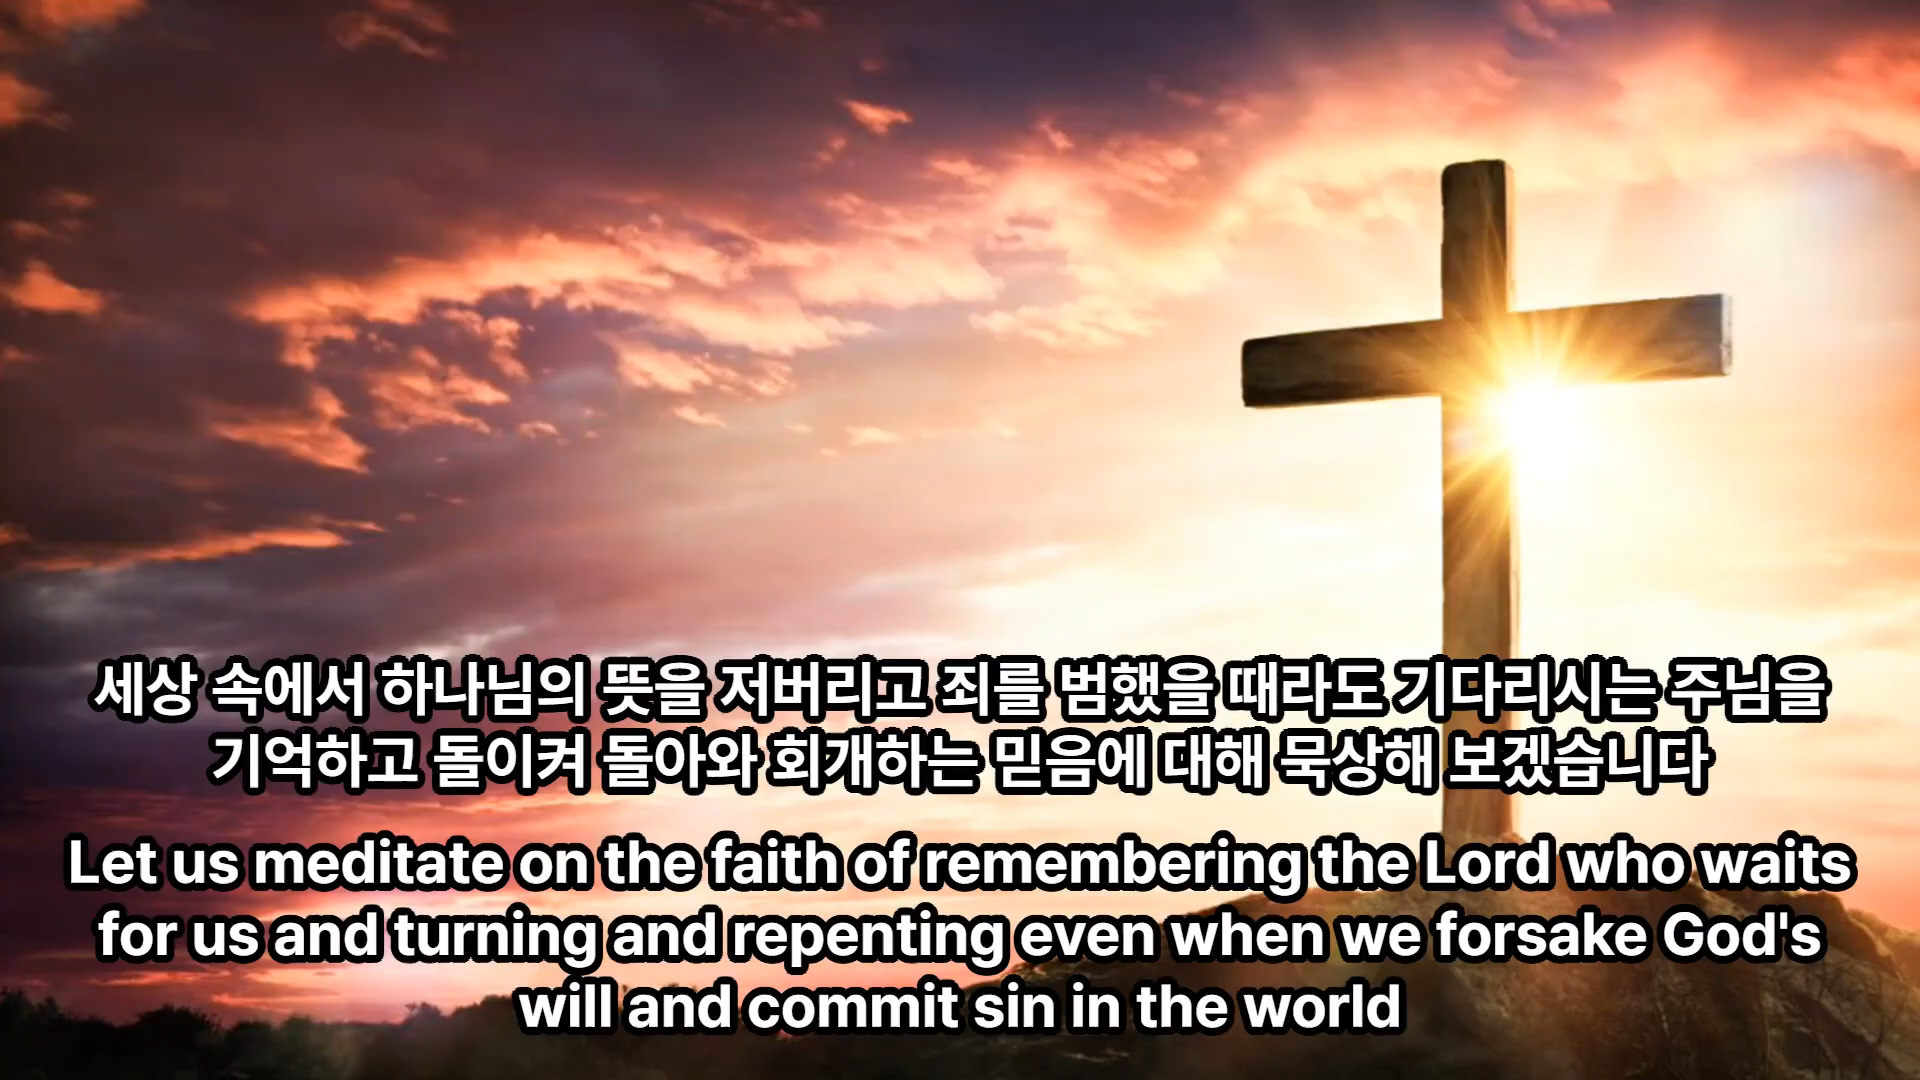 세상 속에서 하나님의 뜻을 저버리고 죄를 범했을 때라도 기다리시는 주님을
기억하고 돌이켜 돌아와 회개하는 믿음에 대해 묵상해 보겠습니다
Let us meditate on the faith of remembering the Lord who waits
for us and turning and repenting even when we forsake God's
will and commit sin in the world